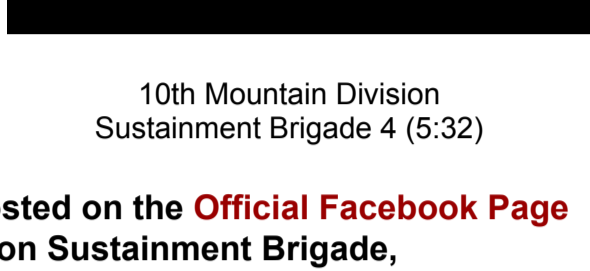 10th Mountain Division
Sustainment Brigade 4 (5:32)
sted on the Official Facebook Page
on Sustainment Brigade,